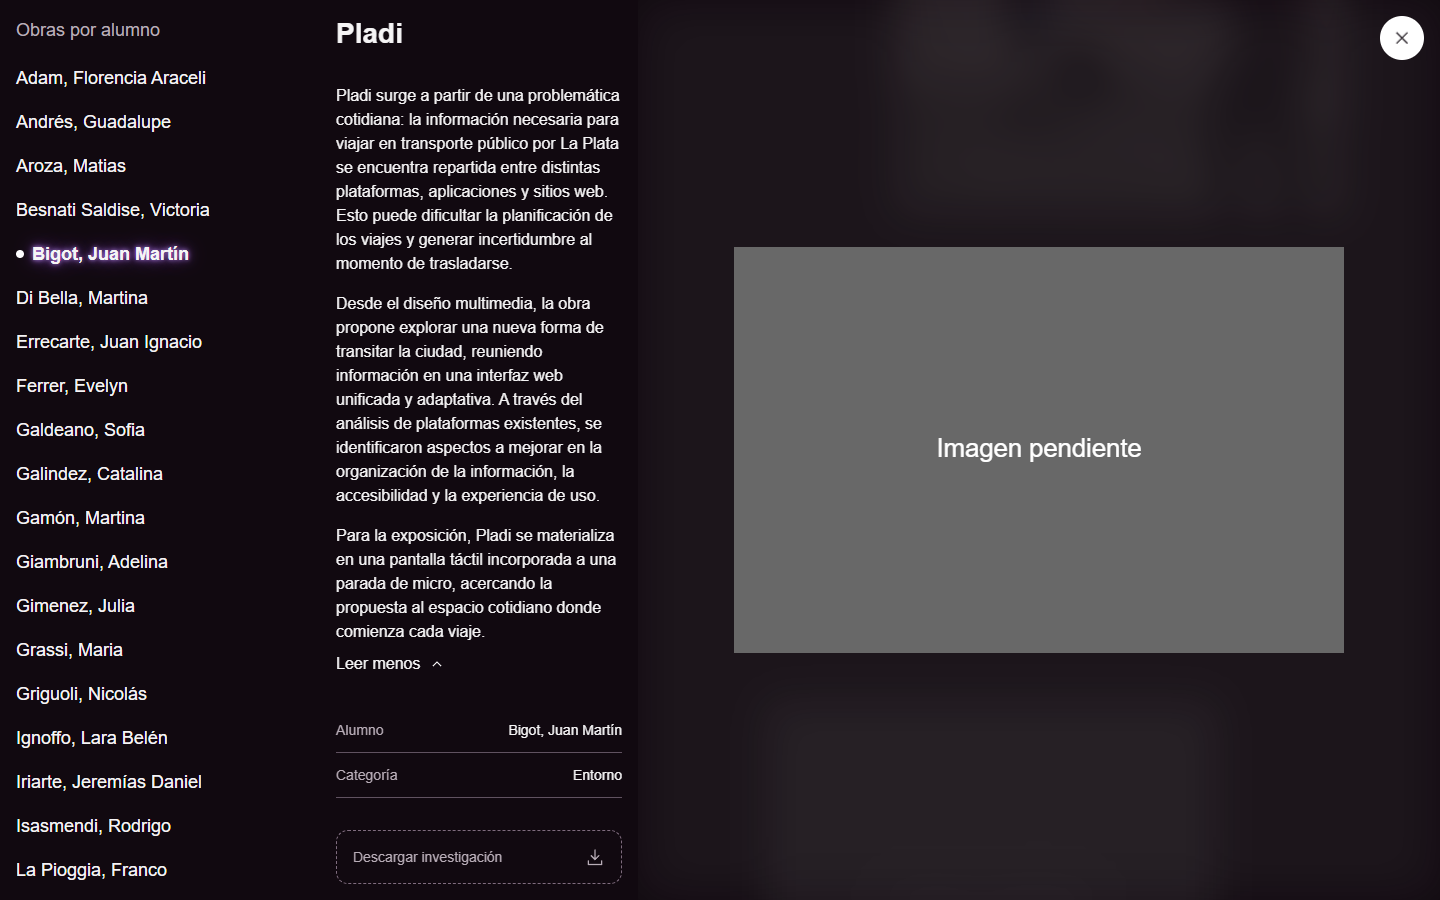 Obras por alumno
Adam, Florencia Araceli
Andrés, Guadalupe
Aroza, Matias
Besnati Saldise, Victoria
Bigot, Juan Martín
Di Bella, Martina
Errecarte, Juan Ignacio
Ferrer, Evelyn
Galdeano, Sofia
Galindez, Catalina
Gamón, Martina
Giambruni, Adelina
Gimenez, Julia
Grassi, Maria
Griguoli, Nicolás
Ignoffo, Lara Belén
Iriarte, Jeremías Daniel
Isasmendi, Rodrigo
La Pioggia, Franco
Pladi
Pladi surge a partir de una problemática
cotidiana: la información necesaria para
viajar en transporte público por La Plata
se encuentra repartida entre distintas
plataformas, aplicaciones y sitios web.
Esto puede dificultar la planificación de
los viajes y generar incertidumbre al
momento de trasladarse.
Desde el diseño multimedia, la obra
propone explorar una nueva forma de
transitar la ciudad, reuniendo
información en una interfaz web
unificada y adaptativa. A través del
análisis de plataformas existentes, se
identificaron aspectos a mejorar en la
organización de la información, la
accesibilidad y la experiencia de uso.
Para la exposición, Pladi se materializa
en una pantalla táctil incorporada a una
parada de micro, acercando la
propuesta al espacio cotidiano donde
comienza cada viaje.
Leer menos
Alumno Bigot, Juan Martín
Categoría Entorno
Descargar investigación
Imagen pendiente